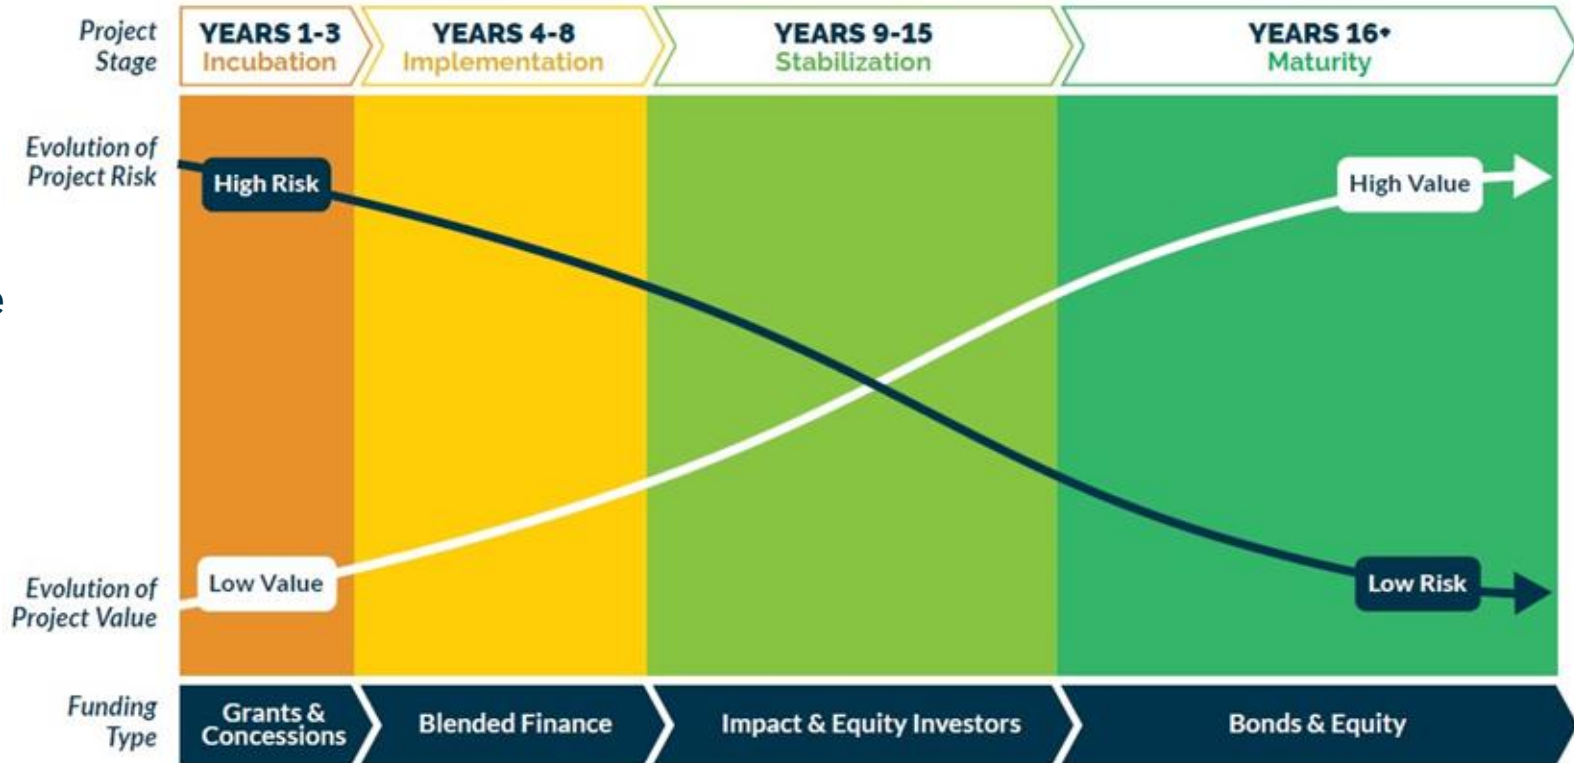 Project
Stage
YEARS 1-3
Incubation
YEARS 4-8
Implementation
YEARS 9-15
Stabilization
YEARS 16+
Maturity
Evolution of
Project Risk
High Risk
High Value
e
Low Value
Low Risk
Evolution of
Project Value
Funding
Type
Grants &
Concessions
Blended Finance
Impact & Equity Investors
Bonds & Equity